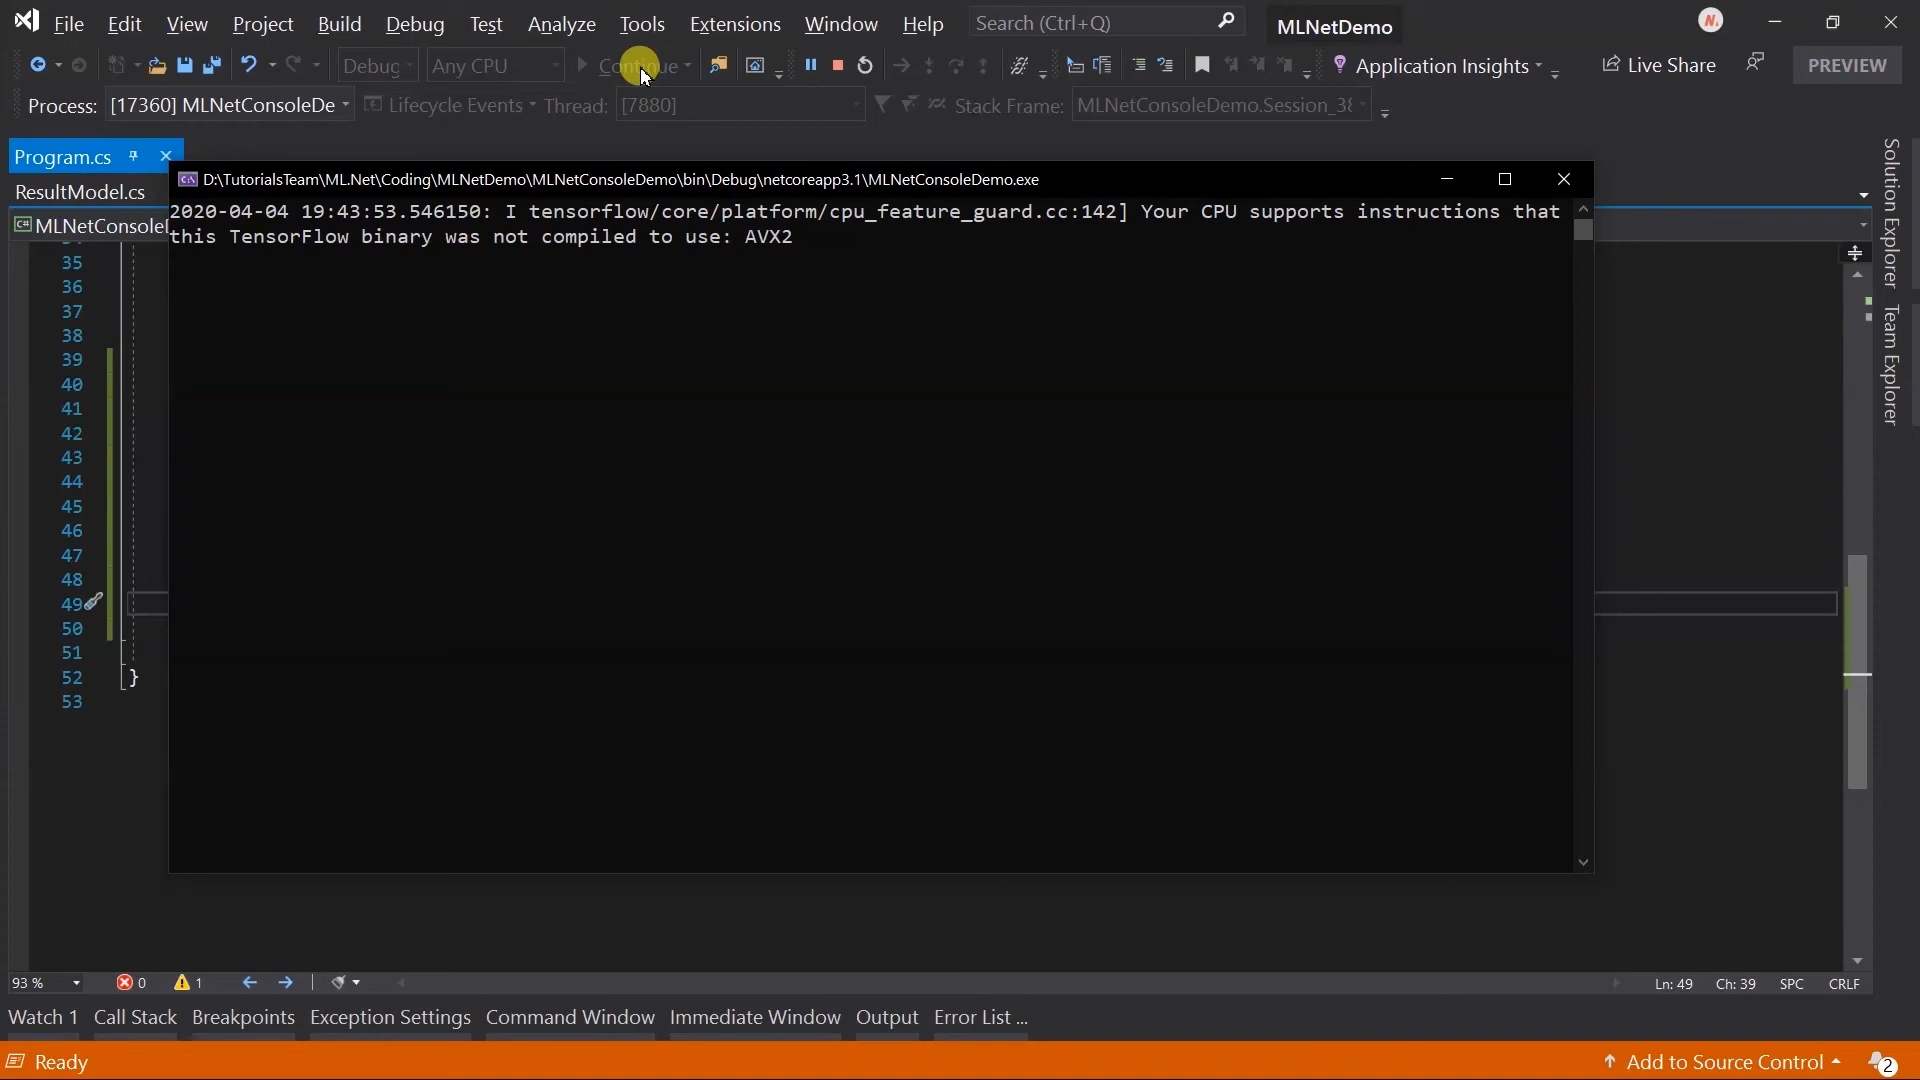 File Edit View Project Build Debug Test Analyze Tools Extensions Window Help Search (Ctrl+Q) MLNetDemo
Debug Any CPU Continue Application Insights Live Share PREVIEW
Process: [17360] MLNetConsoleDe Lifecycle Events Thread: [7880] Stack Frame: MLNetConsoleDemo.Session_38
Program.cs
ResultModel.cs
MLNetConsoleD
D:\TutorialsTeam\ML.Net\Coding\MLNetDemo\MLNetConsoleDemo\bin\Debug\netcoreapp3.1\MLNetConsoleDemo.exe
2020-04-04 19:43:53.546150: I tensorflow/core/platform/cpu_feature_guard.cc:142] Your CPU supports instructions that
this TensorFlow binary was not compiled to use: AVX2
35
36
37
38
39
40
41
42
43
44
45
46
47
48
49
50
51
52 }
53
Solution Explorer
Team Explorer
93 % 0 1 Ln: 49 Ch: 39 SPC CRLF
Watch 1 Call Stack Breakpoints Exception Settings Command Window Immediate Window Output Error List ...
Ready Add to Source Control 2